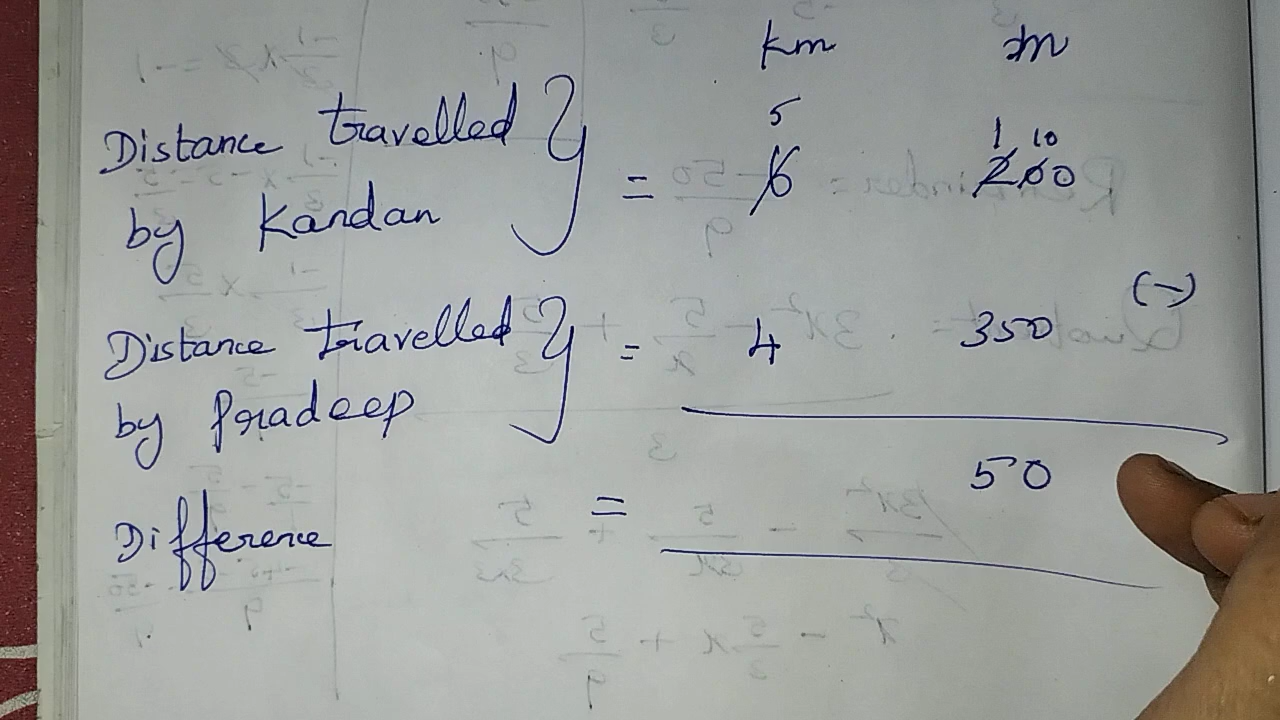 km m
5 1 10
Distance travelled
by Kandan = 6 200
(-)
Distance travelled
by Pradeep = 4 350
50
Difference =